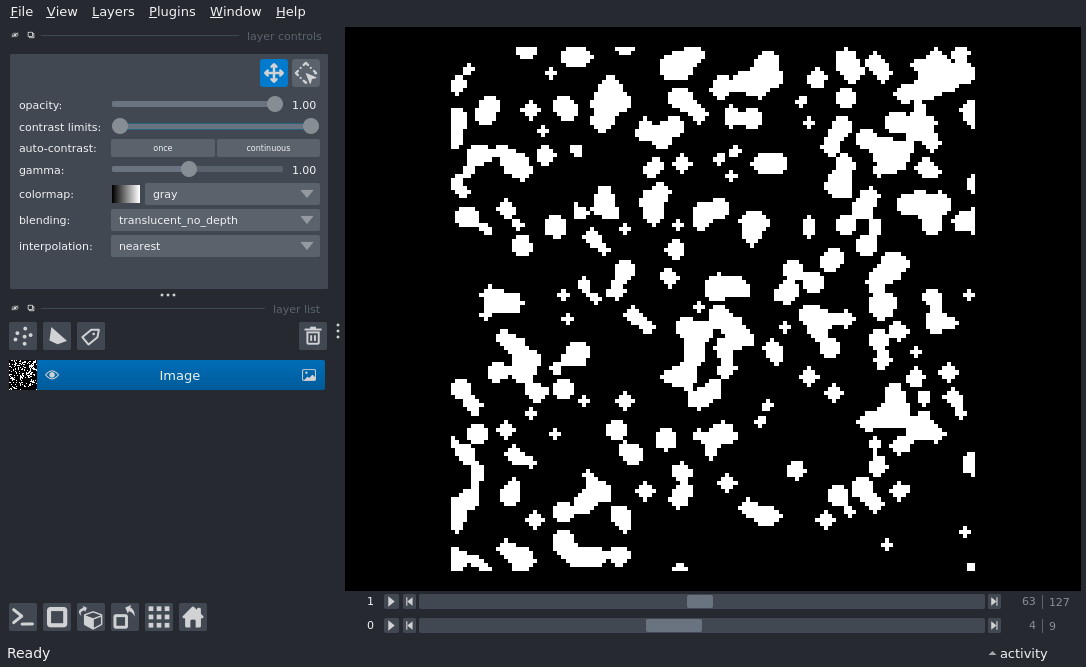 File View Layers Plugins Window Help
layer controls
opacity: 1.00
contrast limits:
auto-contrast: once continuous
gamma: 1.00
colormap: gray
blending: translucent_no_depth
interpolation: nearest
layer list
Image
1 63 127
0 4 9
Ready activity